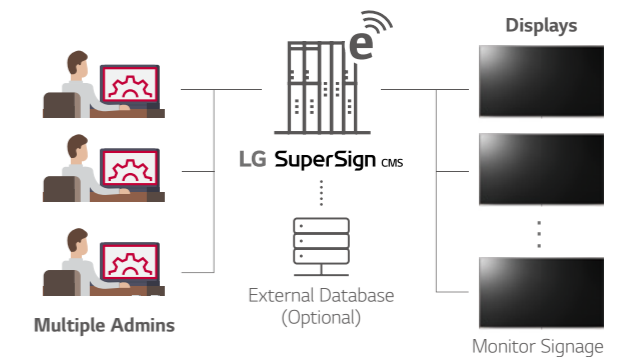 Displays
e
LG SuperSign CMS
External Database
(Optional)
Multiple Admins
Monitor Signage